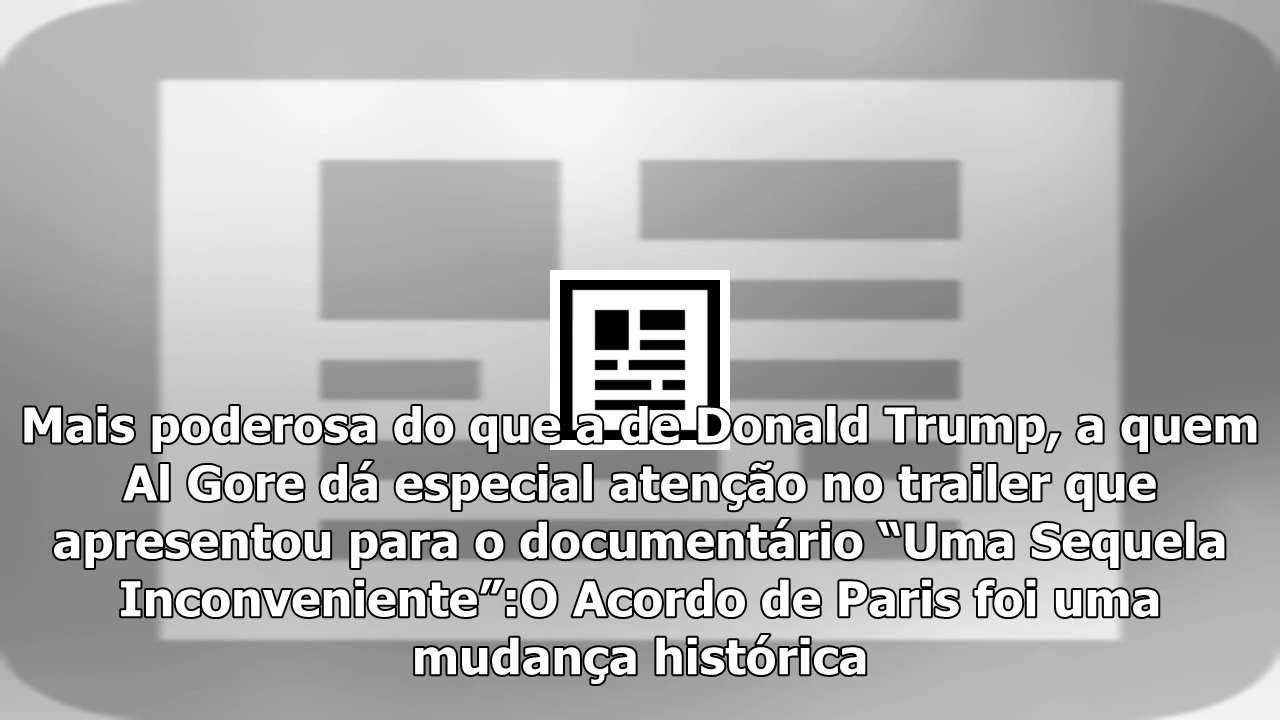 Mais poderosa do que a de Donald Trump, a quem
Al Gore dá especial atenção no trailer que
apresentou para o documentário “Uma Sequela
Inconveniente”:O Acordo de Paris foi uma
mudança histórica